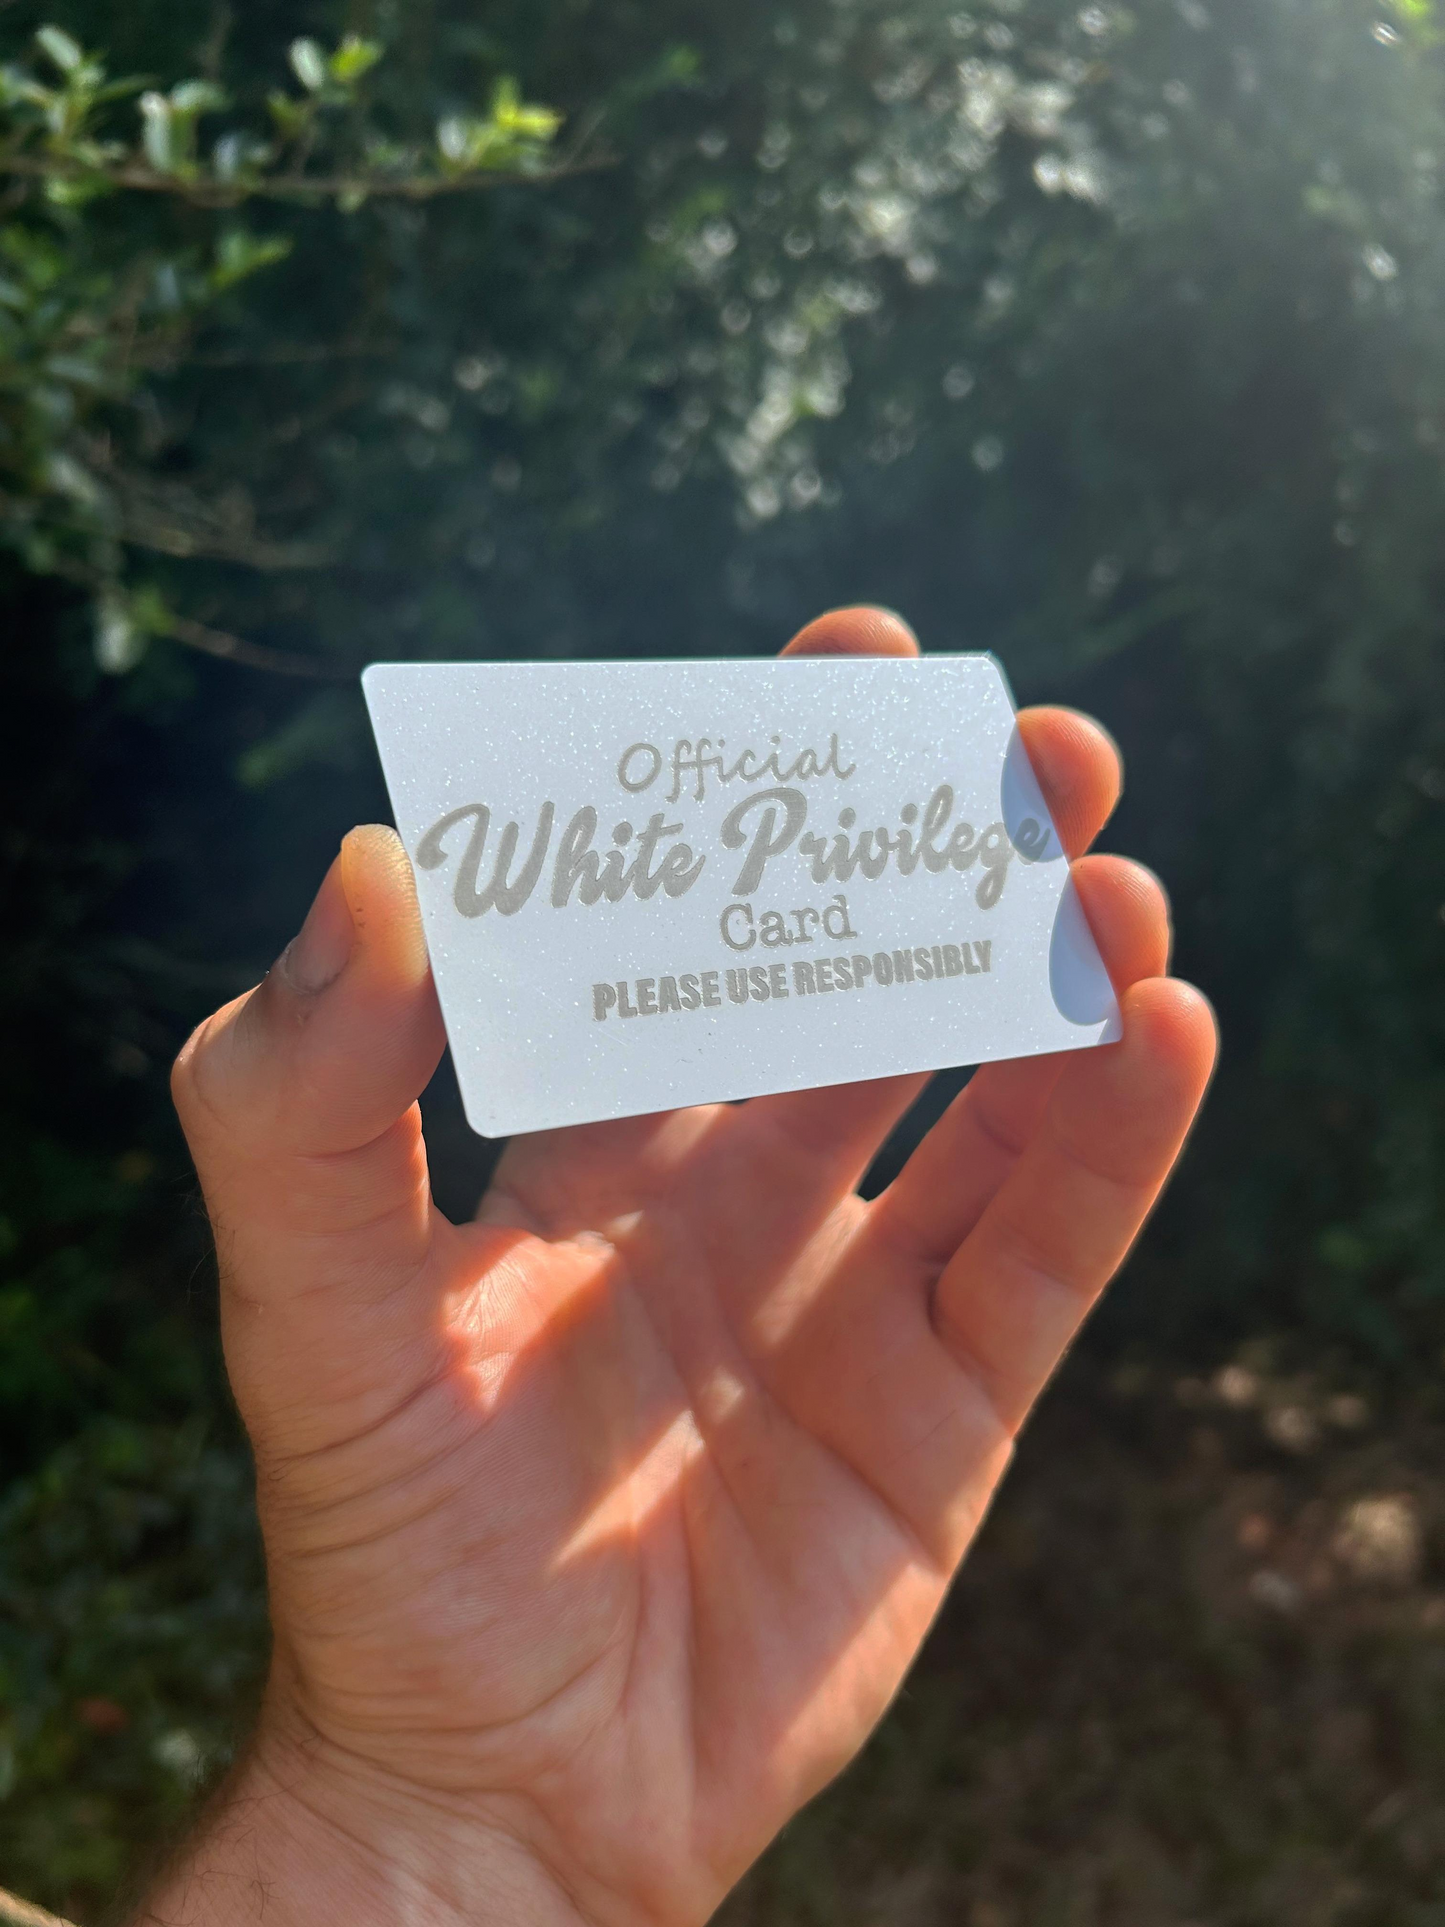 Official
White Privilege
Card
PLEASE USE RESPONSIBLY